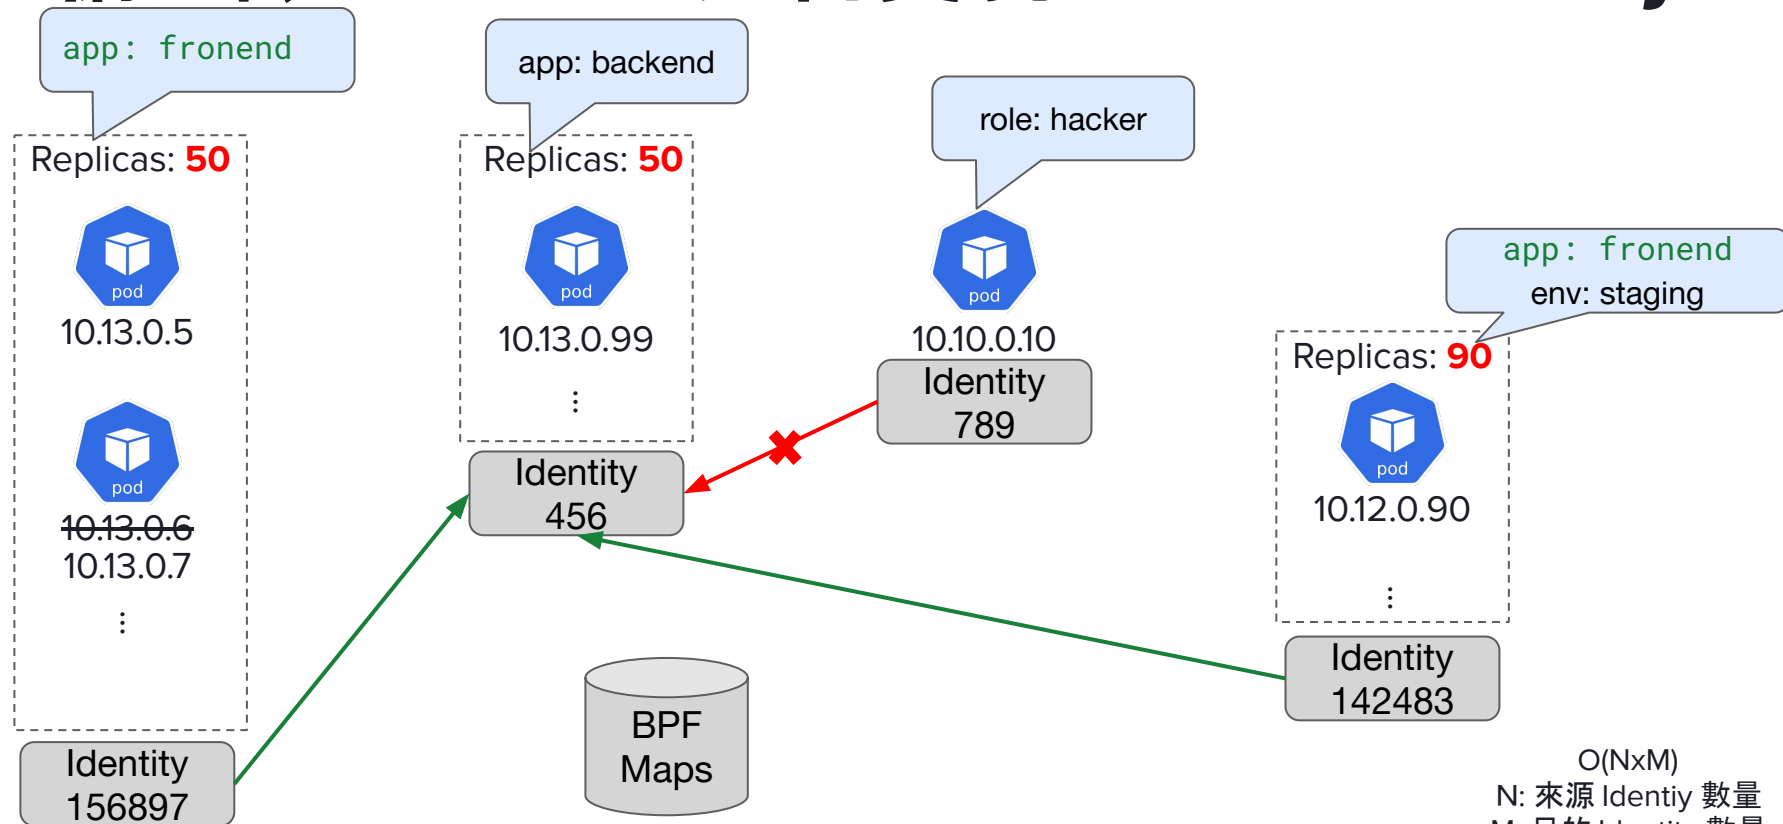 app: fronend
app: backend
role: hacker
app: fronend
env: staging
Replicas: 50
pod
10.13.0.5
pod
10.13.0.6
10.13.0.7
⋮
Identity
156897
Replicas: 50
pod
10.13.0.99
⋮
Identity
456
pod
10.10.0.10
Identity
789
Replicas: 90
pod
10.12.0.90
⋮
Identity
142483
BPF
Maps
O(NxM)
N: 來源 Identiy 數量